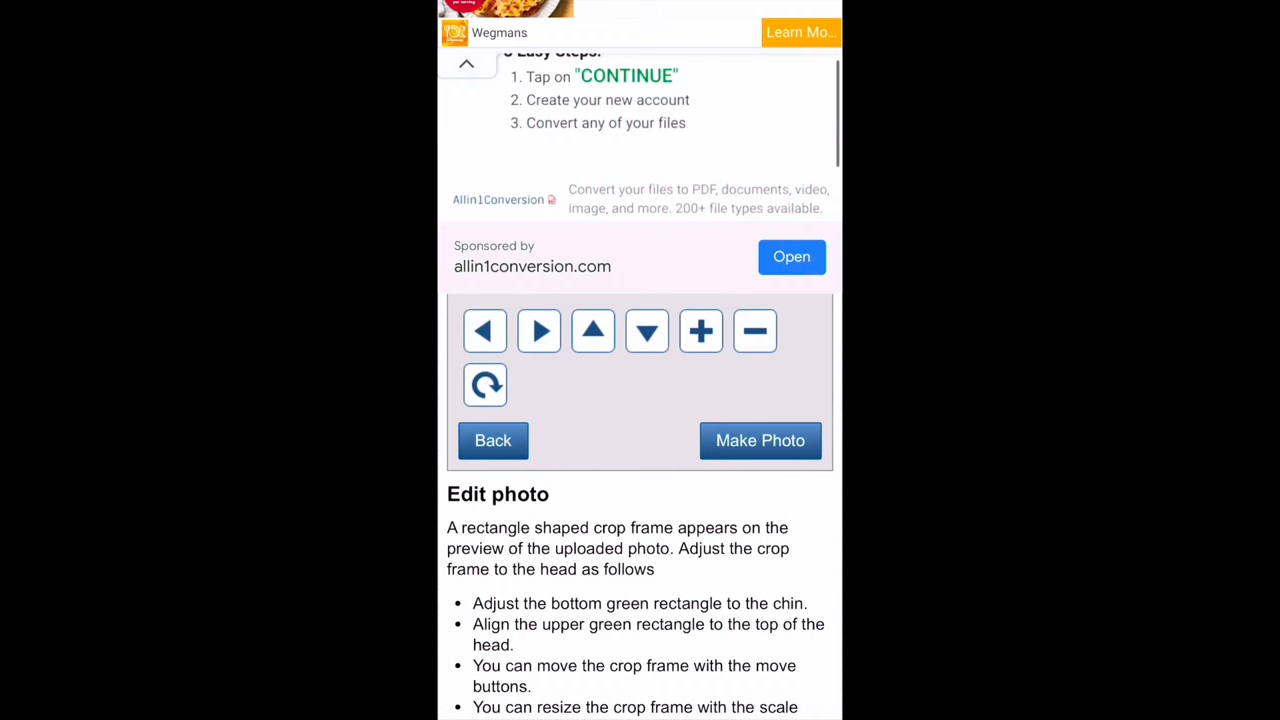 per serving
Wegmans
Learn Mo...
3 Easy Steps:
1. Tap on "CONTINUE"
2. Create your new account
3. Convert any of your files
Allin1Conversion
Convert your files to PDF, documents, video,
image, and more. 200+ file types available.
Sponsored by
allin1conversion.com
Open
Back
Make Photo
Edit photo
A rectangle shaped crop frame appears on the
preview of the uploaded photo. Adjust the crop
frame to the head as follows
• Adjust the bottom green rectangle to the chin.
• Align the upper green rectangle to the top of the
head.
• You can move the crop frame with the move
buttons.
• You can resize the crop frame with the scale